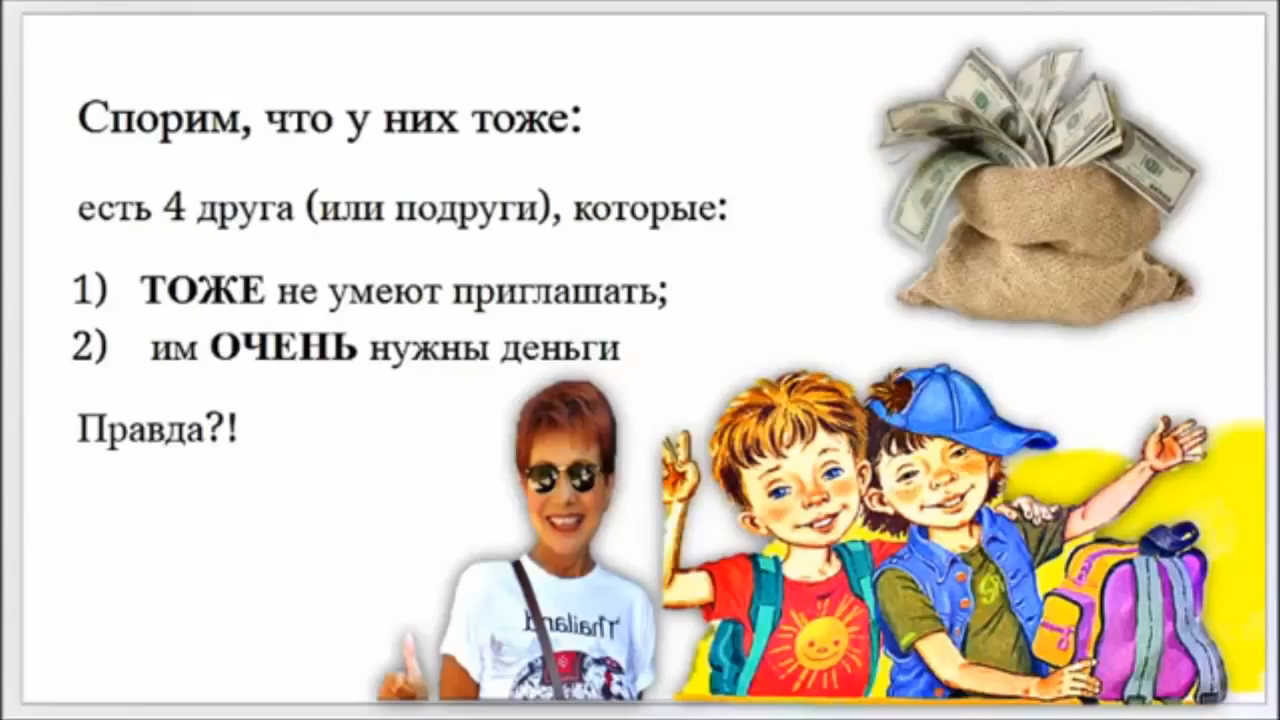 Спорим, что у них тоже:
есть 4 друга (или подруги), которые:
1) ТОЖЕ не умеют приглашать;
2) им ОЧЕНЬ нужны деньги
Правда?!
Thailand